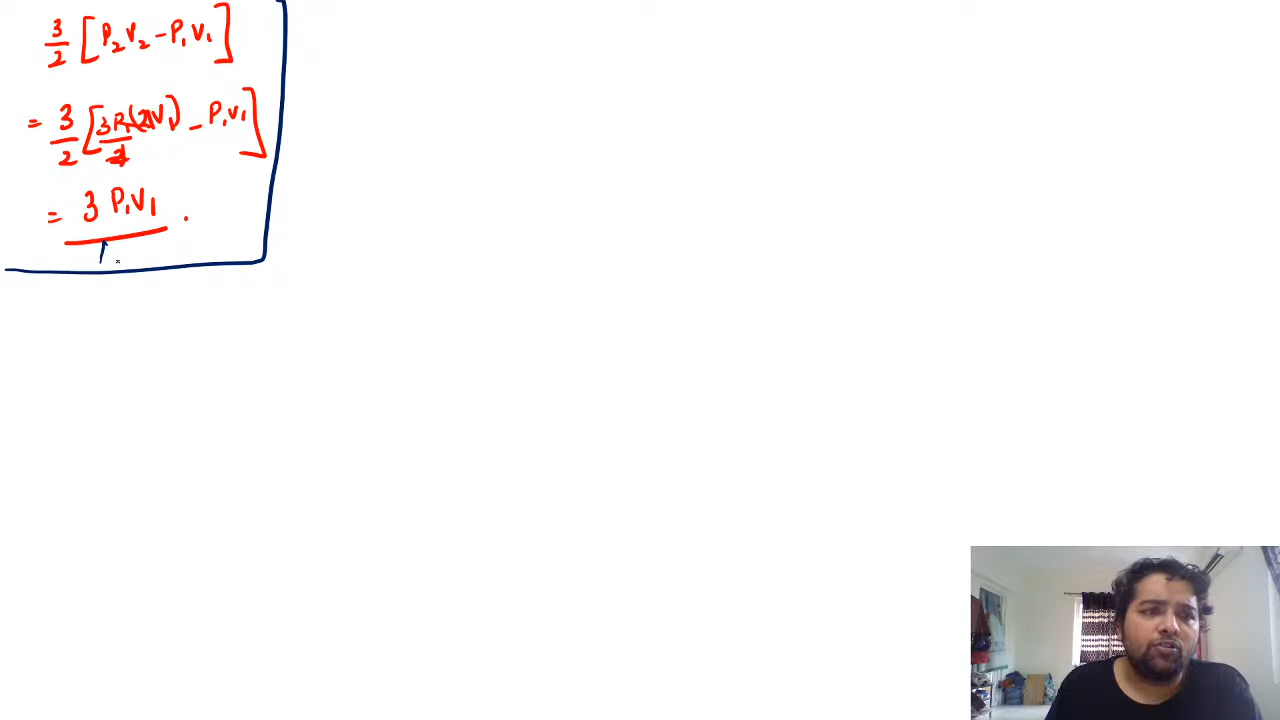 3/2 [P₂V₂ - P₁V₁]
= 3/2 [3P₁/2 (2V₁) - P₁V₁]
= 3 P₁V₁ .